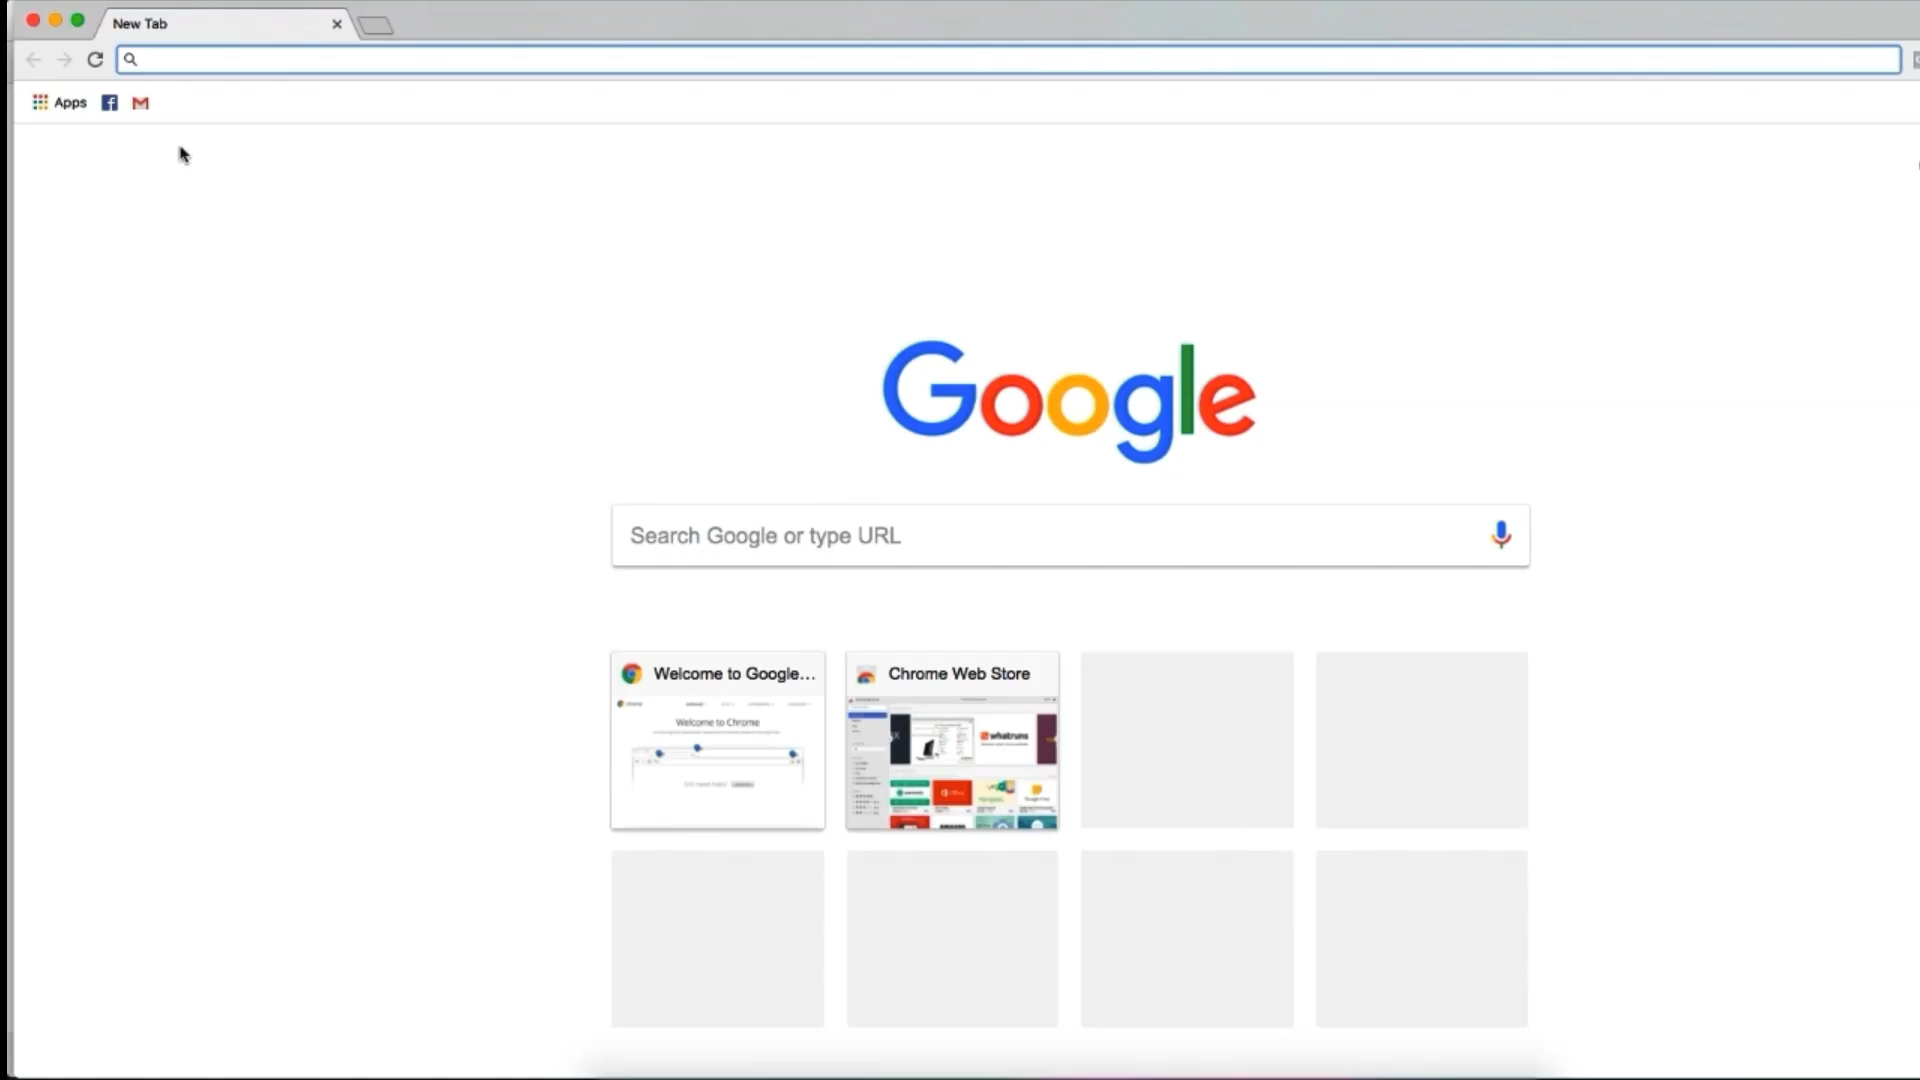 New Tab
Apps
Google
Search Google or type URL
Welcome to Google...
Chrome Web Store
Welcome to Chrome
whatruns